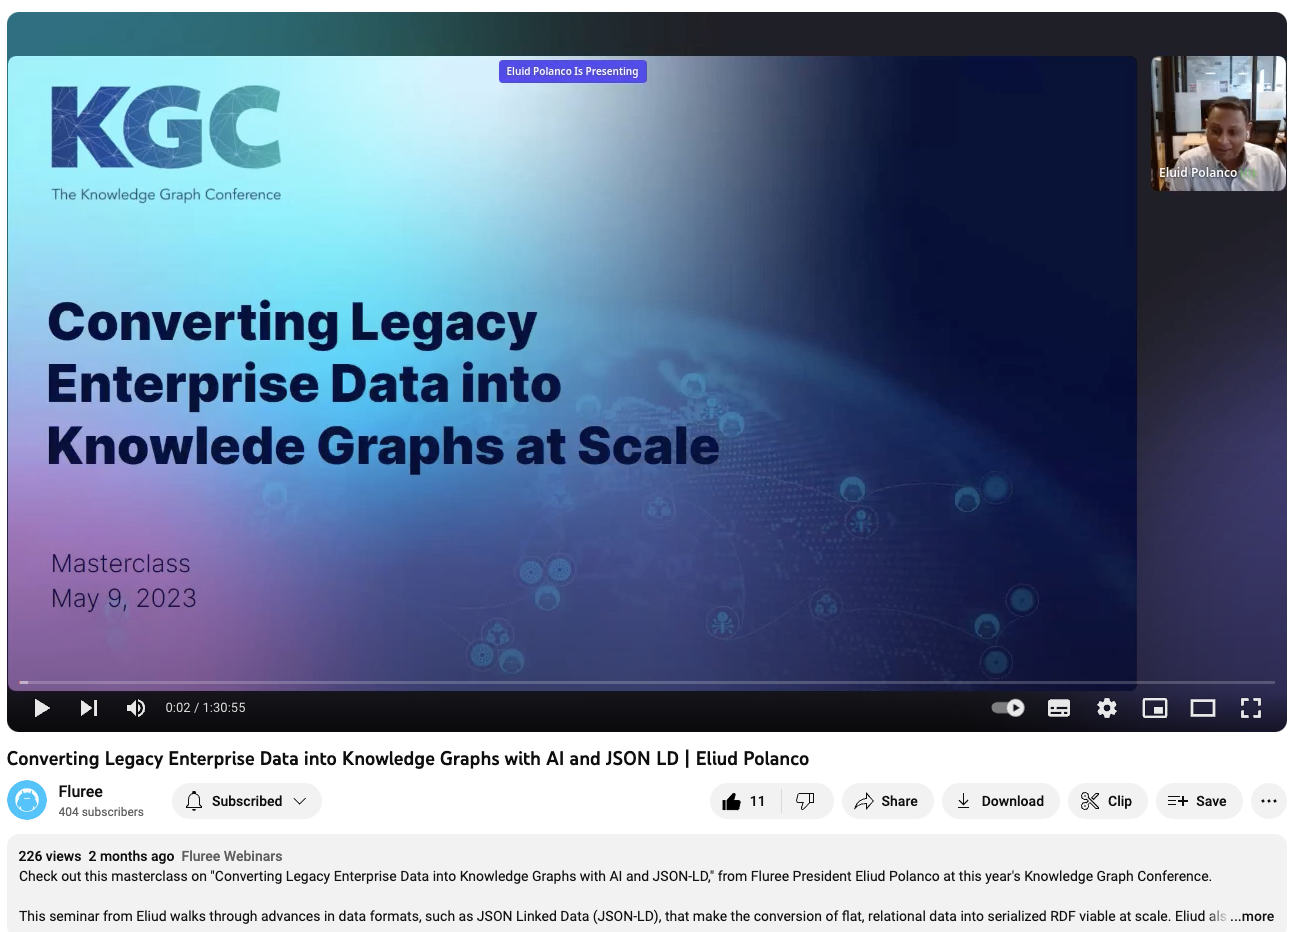 Eluid Polanco Is Presenting
KGC
The Knowledge Graph Conference
Eluid Polanco
Converting Legacy
Enterprise Data into
Knowlede Graphs at Scale
Masterclass
May 9, 2023
0:02 / 1:30:55
Converting Legacy Enterprise Data into Knowledge Graphs with AI and JSON LD | Eliud Polanco
Fluree
404 subscribers
Subscribed
11
Share
Download
Clip
Save
226 views 2 months ago Fluree Webinars
Check out this masterclass on "Converting Legacy Enterprise Data into Knowledge Graphs with AI and JSON-LD," from Fluree President Eliud Polanco at this year's Knowledge Graph Conference.
This seminar from Eliud walks through advances in data formats, such as JSON Linked Data (JSON-LD), that make the conversion of flat, relational data into serialized RDF viable at scale. Eliud als ...more